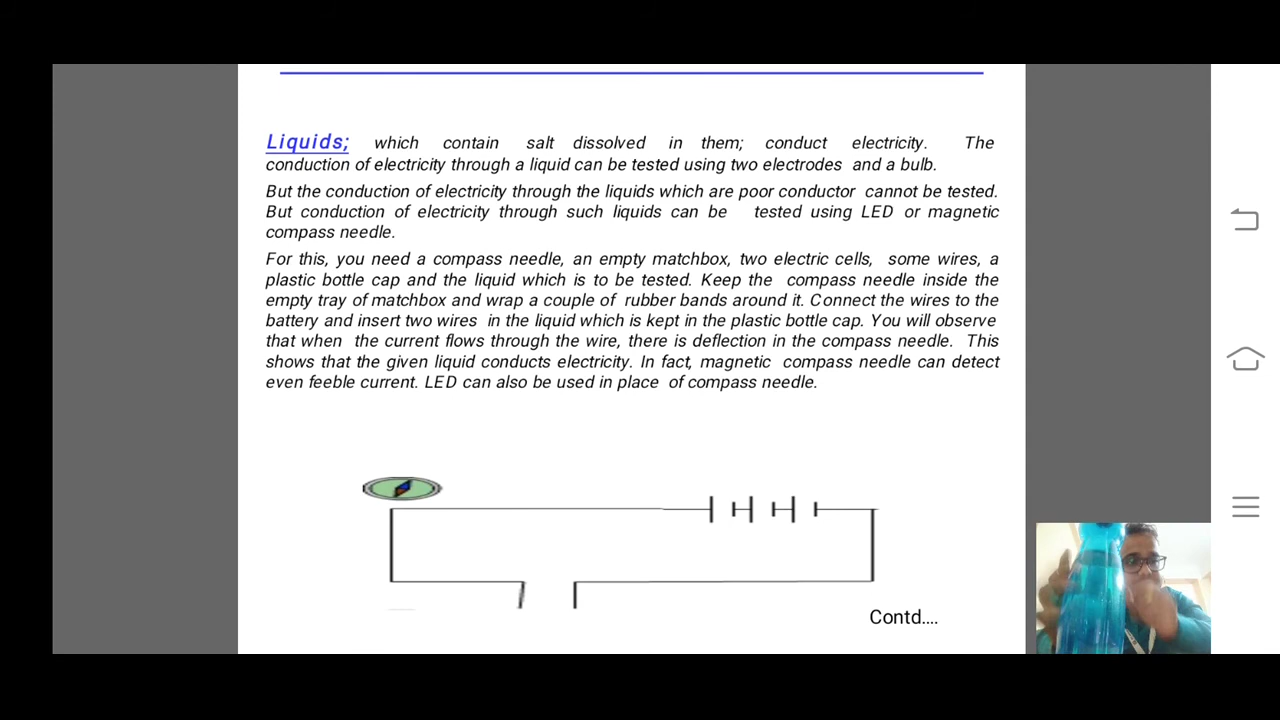 Liquids; which contain salt dissolved in them; conduct electricity. The
conduction of electricity through a liquid can be tested using two electrodes and a bulb.
But the conduction of electricity through the liquids which are poor conductor cannot be tested.
But conduction of electricity through such liquids can be tested using LED or magnetic
compass needle.
For this, you need a compass needle, an empty matchbox, two electric cells, some wires, a
plastic bottle cap and the liquid which is to be tested. Keep the compass needle inside the
empty tray of matchbox and wrap a couple of rubber bands around it. Connect the wires to the
battery and insert two wires in the liquid which is kept in the plastic bottle cap. You will observe
that when the current flows through the wire, there is deflection in the compass needle. This
shows that the given liquid conducts electricity. In fact, magnetic compass needle can detect
even feeble current. LED can also be used in place of compass needle.
Contd....